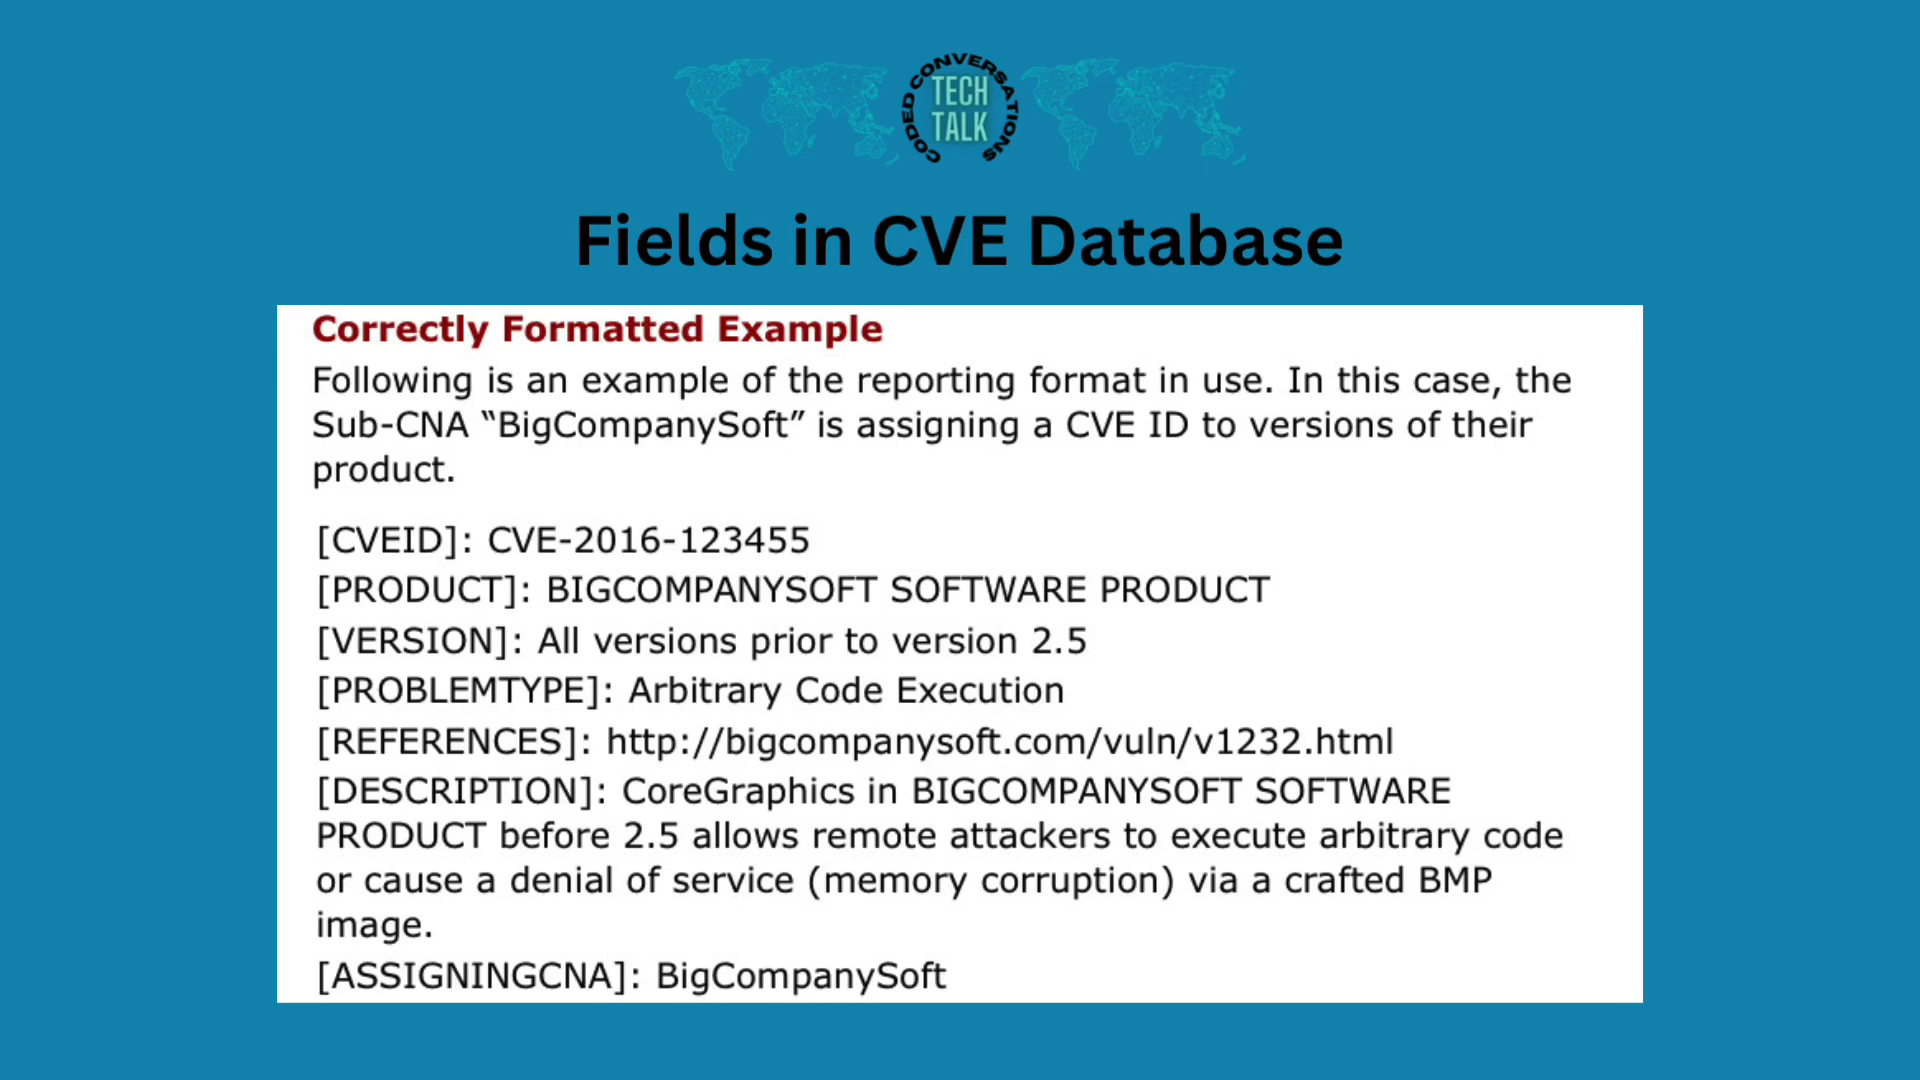 CODED CONVERSATIONS
TECH
TALK
Fields in CVE Database
Correctly Formatted Example
Following is an example of the reporting format in use. In this case, the
Sub-CNA “BigCompanySoft” is assigning a CVE ID to versions of their
product.
[CVEID]: CVE-2016-123455
[PRODUCT]: BIGCOMPANYSOFT SOFTWARE PRODUCT
[VERSION]: All versions prior to version 2.5
[PROBLEMTYPE]: Arbitrary Code Execution
[REFERENCES]: http://bigcompanysoft.com/vuln/v1232.html
[DESCRIPTION]: CoreGraphics in BIGCOMPANYSOFT SOFTWARE
PRODUCT before 2.5 allows remote attackers to execute arbitrary code
or cause a denial of service (memory corruption) via a crafted BMP
image.
[ASSIGNINGCNA]: BigCompanySoft